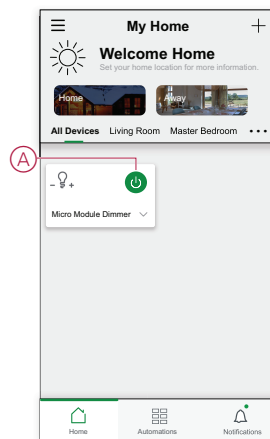 My Home
Welcome Home
Set your home location for more information.
Home Away
All Devices Living Room Master Bedroom
A
Micro Module Dimmer
Home Automations Notifications